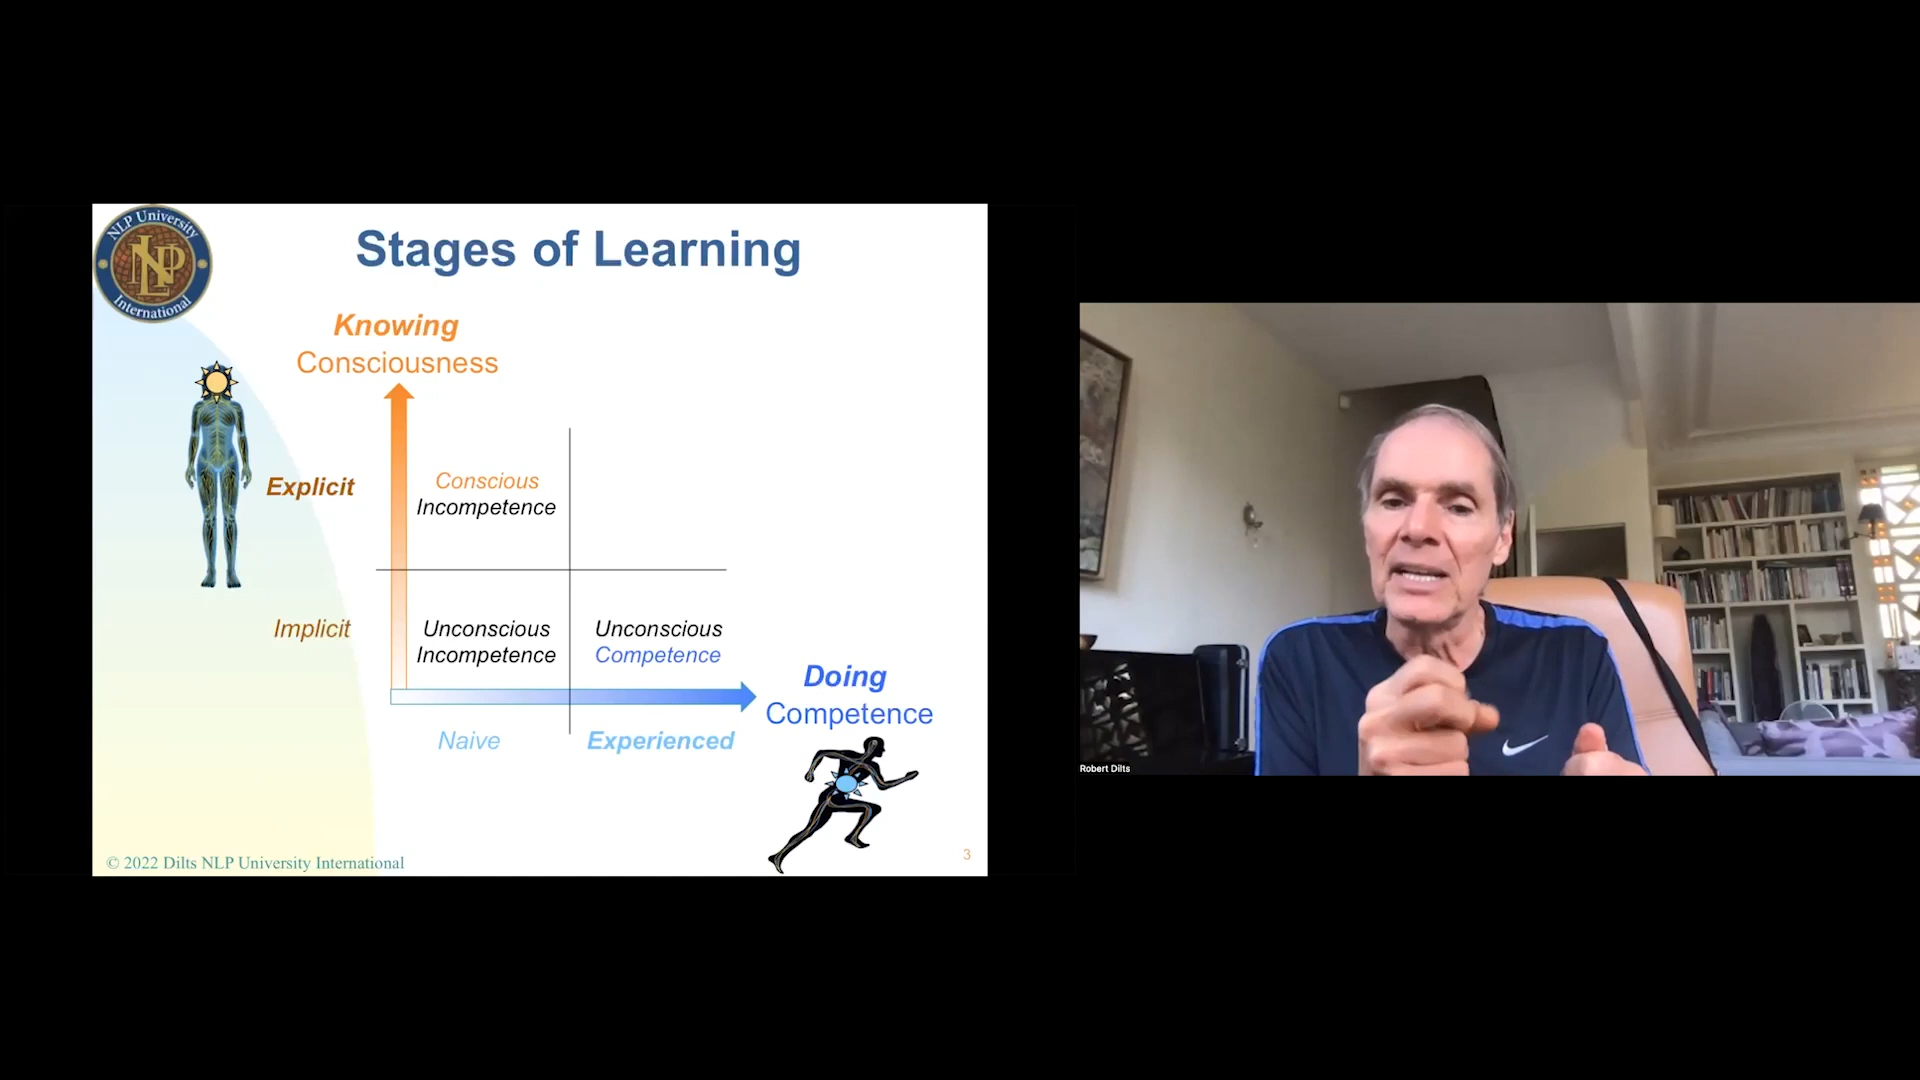 NLP University
NLP
International
Stages of Learning
Knowing
Consciousness
Explicit
Conscious
Incompetence
Implicit
Unconscious
Incompetence
Unconscious
Competence
Doing
Competence
Naive
Experienced
© 2022 Dilts NLP University International
3
Robert Dilts